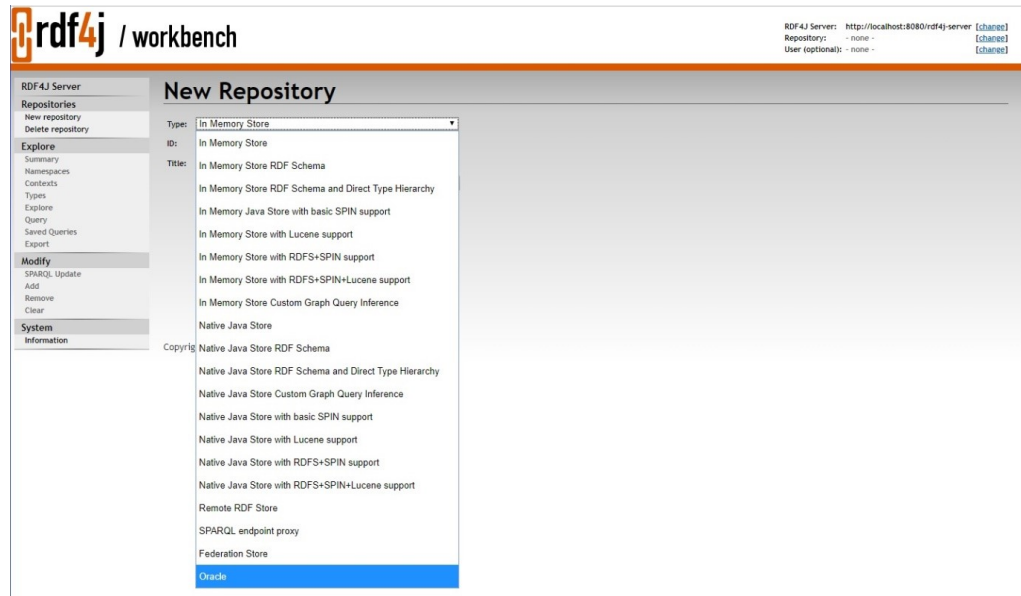 rdf4j / workbench
RDF4J Server: http://localhost:8080/rdf4j-server [change]
Repository: - none - [change]
User (optional): - none - [change]
RDF4J Server
Repositories
New repository
Delete repository
Explore
Summary
Namespaces
Contexts
Types
Explore
Query
Saved Queries
Export
Modify
SPARQL Update
Add
Remove
Clear
System
Information
New Repository
Type: In Memory Store
ID:
Title:
In Memory Store
In Memory Store RDF Schema
In Memory Store RDF Schema and Direct Type Hierarchy
In Memory Java Store with basic SPIN support
In Memory Store with Lucene support
In Memory Store with RDFS+SPIN support
In Memory Store with RDFS+SPIN+Lucene support
In Memory Store Custom Graph Query Inference
Native Java Store
Native Java Store RDF Schema
Native Java Store RDF Schema and Direct Type Hierarchy
Native Java Store Custom Graph Query Inference
Native Java Store with basic SPIN support
Native Java Store with Lucene support
Native Java Store with RDFS+SPIN support
Native Java Store with RDFS+SPIN+Lucene support
Remote RDF Store
SPARQL endpoint proxy
Federation Store
Oracle
Copyrig